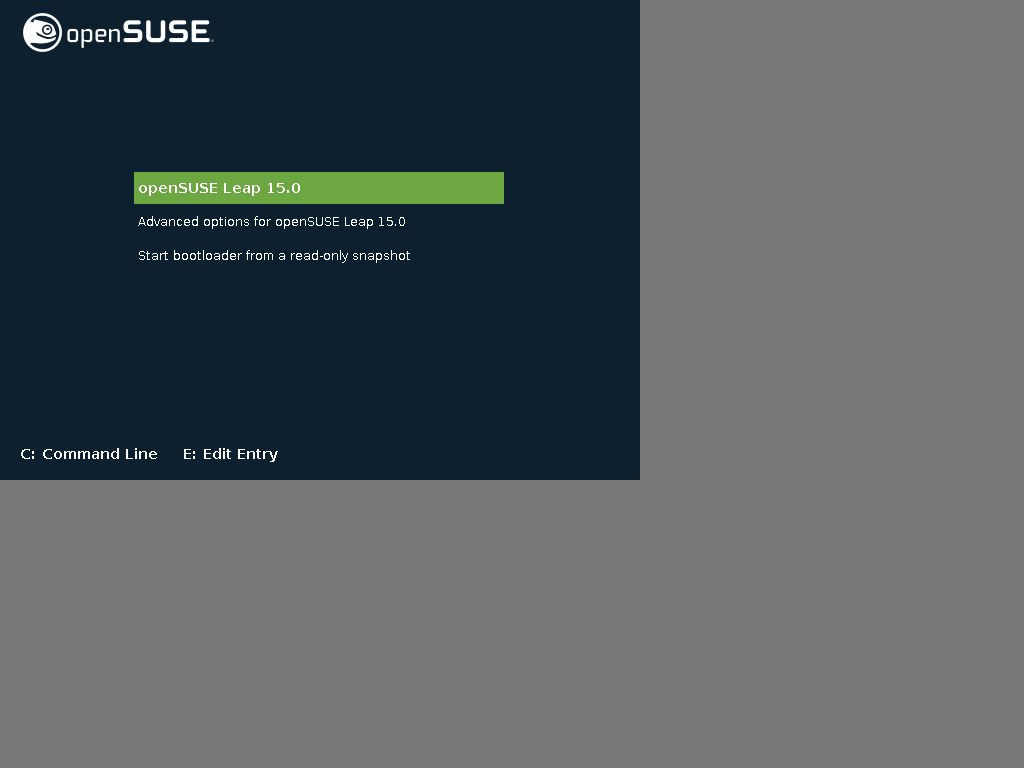 openSUSE.
openSUSE Leap 15.0
Advanced options for openSUSE Leap 15.0
Start bootloader from a read-only snapshot
C: Command Line E: Edit Entry